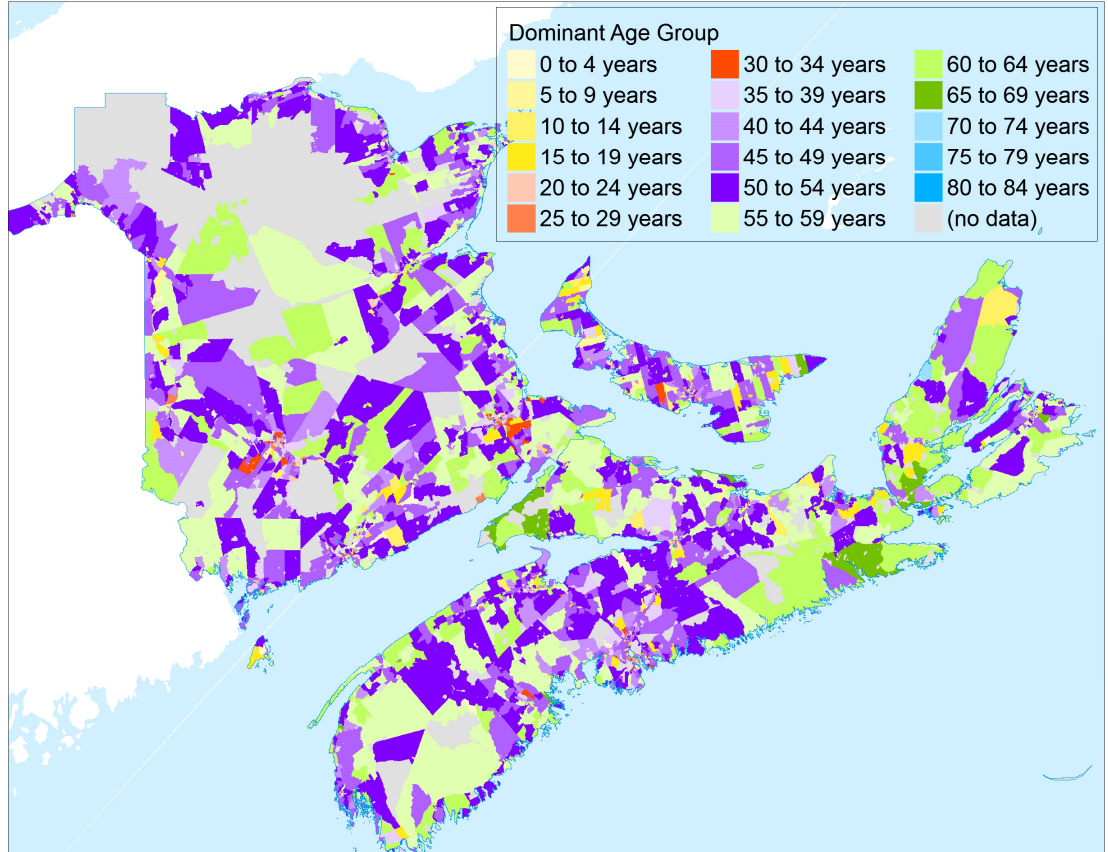 Dominant Age Group
0 to 4 years
5 to 9 years
10 to 14 years
15 to 19 years
20 to 24 years
25 to 29 years
30 to 34 years
35 to 39 years
40 to 44 years
45 to 49 years
50 to 54 years
55 to 59 years
60 to 64 years
65 to 69 years
70 to 74 years
75 to 79 years
80 to 84 years
(no data)